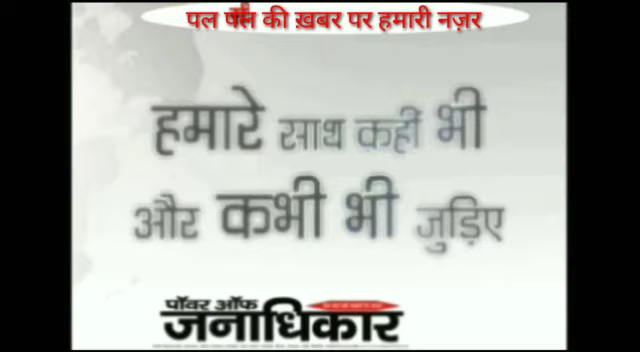 पल पल की ख़बर पर हमारी नज़र
हमारे साथ कहीं भी
और कभी भी जुड़िए
पॉवर ऑफ
जनाधिकार